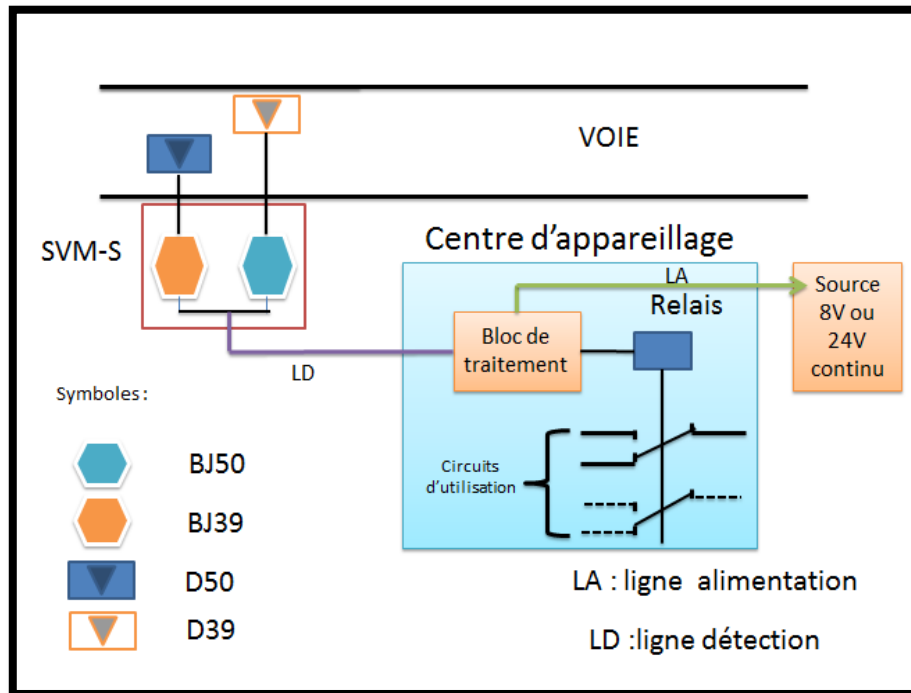 VOIE
SVM-S
Centre d’appareillage
LA
Relais
Source
8V ou
24V
continu
Bloc de
traitement
LD
Symboles :
BJ50
BJ39
D50
D39
Circuits
d’utilisation
LA : ligne alimentation
LD :ligne détection